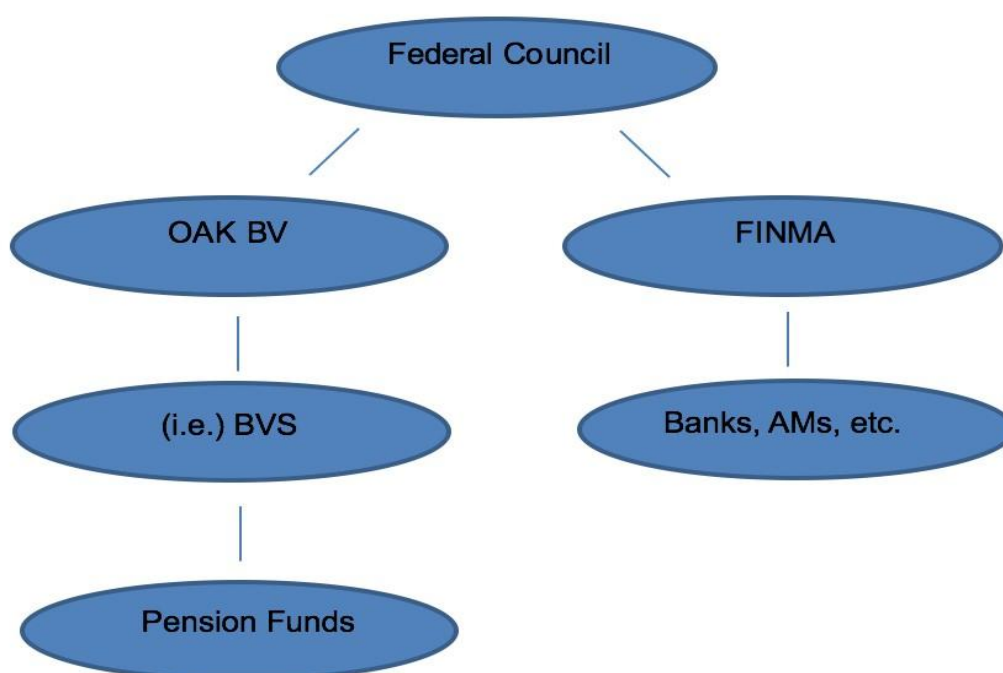 Federal Council
OAK BV
FINMA
(i.e.) BVS
Banks, AMs, etc.
Pension Funds